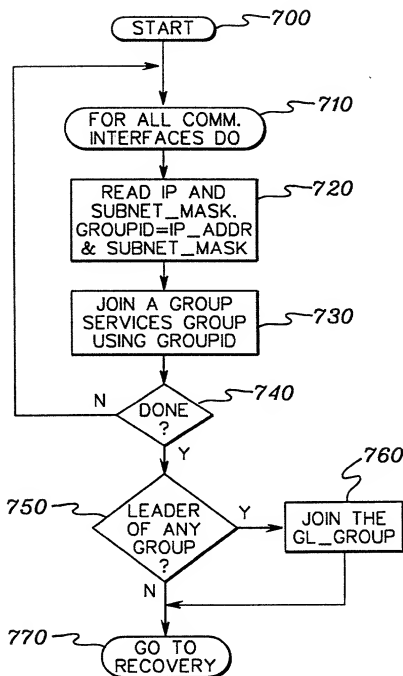 START
700
FOR ALL COMM.
INTERFACES DO
710
READ IP AND
SUBNET_MASK.
GROUPID=IP_ADDR
& SUBNET_MASK
720
JOIN A GROUP
SERVICES GROUP
USING GROUPID
730
N
DONE
?
740
Y
750
LEADER
OF ANY
GROUP
?
Y
760
JOIN THE
GL_GROUP
N
770
GO TO
RECOVERY